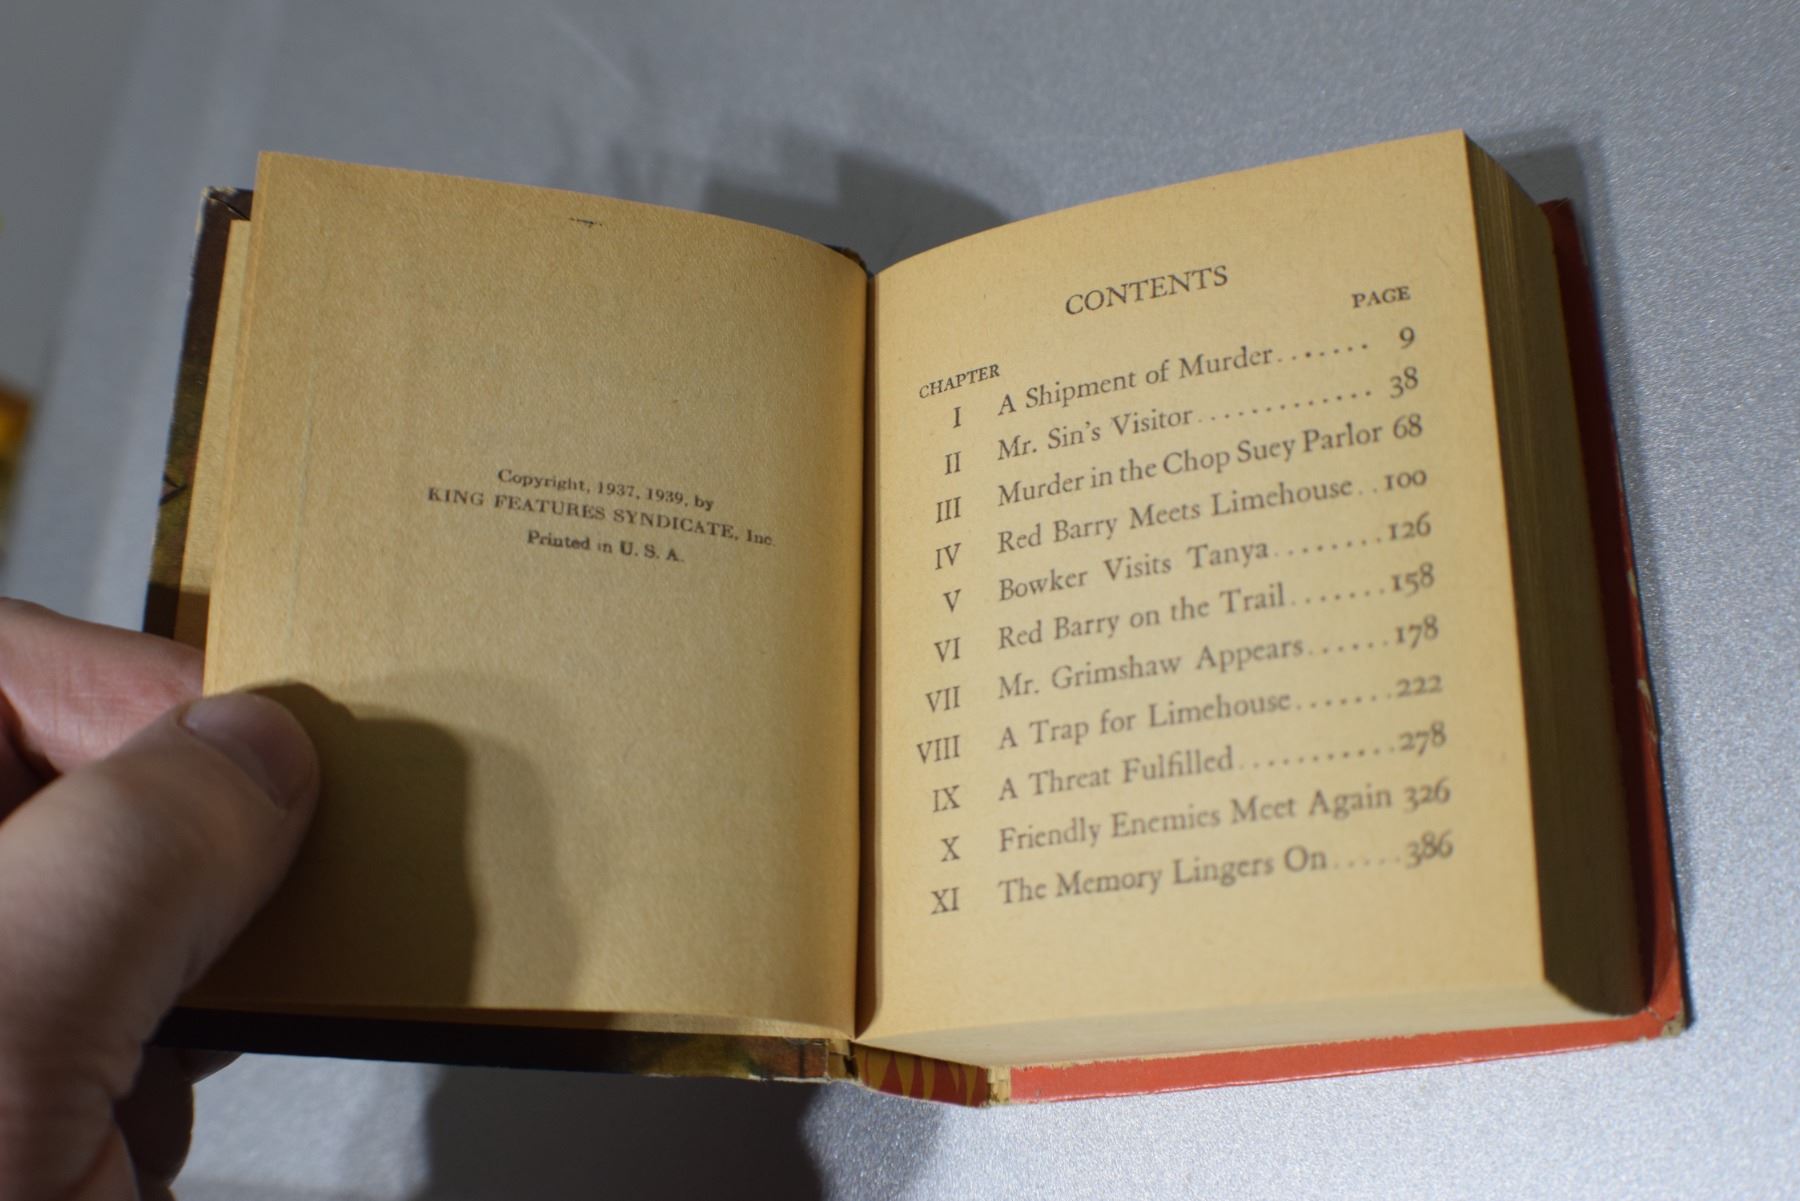 Copyright, 1937, 1939, by
KING FEATURES SYNDICATE, Inc.
Printed in U. S. A.
CONTENTS
CHAPTER PAGE
I A Shipment of Murder....... 9
II Mr. Sin's Visitor............. 38
III Murder in the Chop Suey Parlor 68
IV Red Barry Meets Limehouse..100
V Bowker Visits Tanya........126
VI Red Barry on the Trail.......158
VII Mr. Grimshaw Appears......178
VIII A Trap for Limehouse.......222
IX A Threat Fulfilled...........278
X Friendly Enemies Meet Again 326
XI The Memory Lingers On.....386